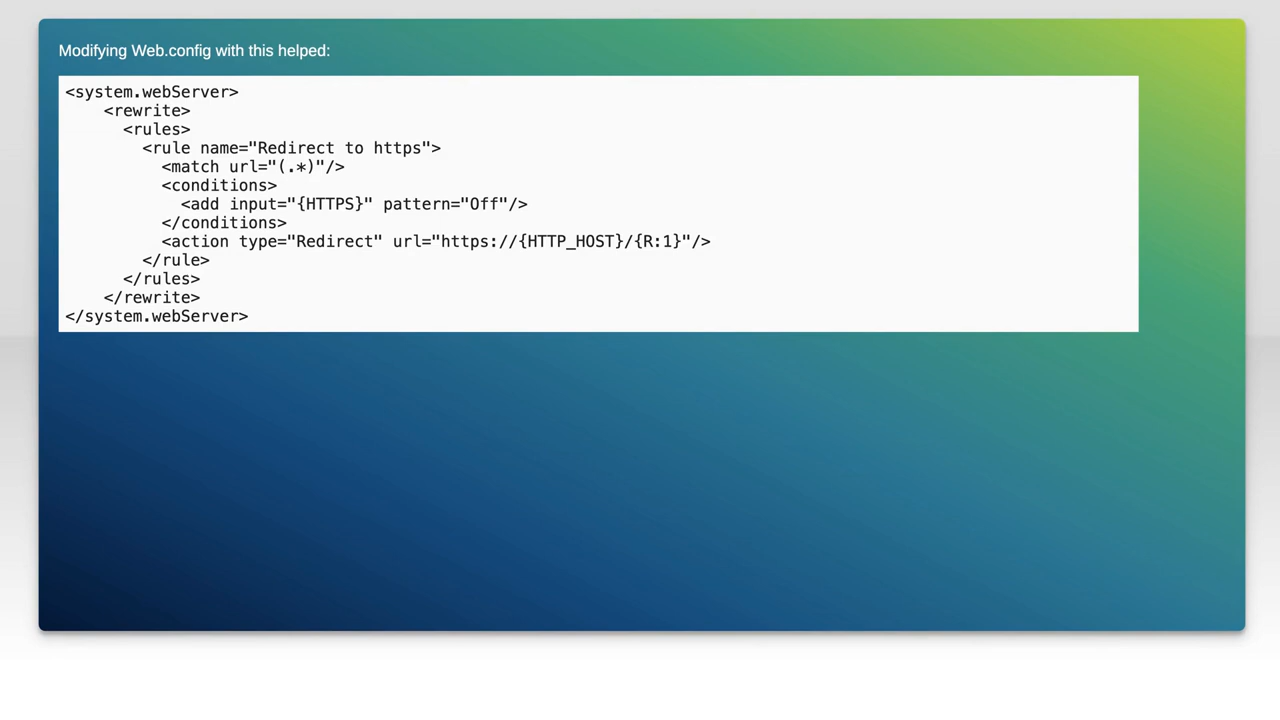 Modifying Web.config with this helped:
<system.webServer>
    <rewrite>
      <rules>
        <rule name="Redirect to https">
          <match url="(.*)"/>
          <conditions>
            <add input="{HTTPS}" pattern="Off"/>
          </conditions>
          <action type="Redirect" url="https://{HTTP_HOST}/{R:1}"/>
        </rule>
      </rules>
    </rewrite>
</system.webServer>